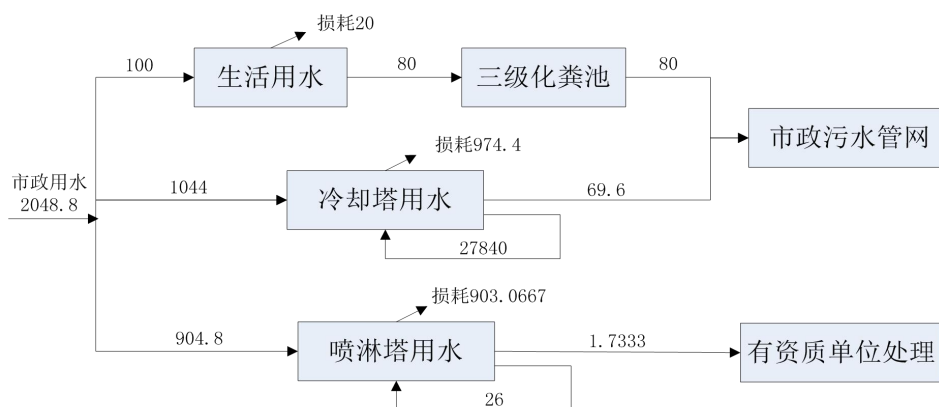 损耗20
100
生活用水
80
三级化粪池
80
市政污水管网
损耗974.4
市政用水
2048.8
1044
冷却塔用水
69.6
27840
损耗903.0667
904.8
喷淋塔用水
1.7333
有资质单位处理
26